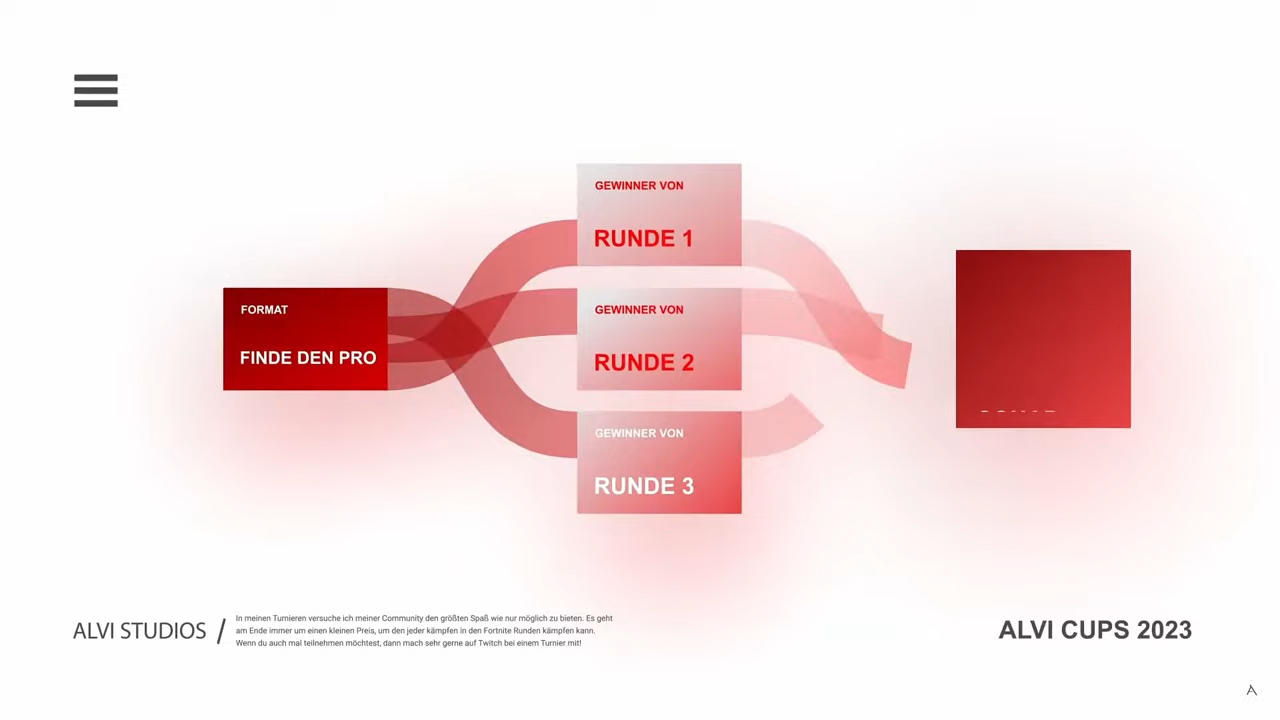 FORMAT
FINDE DEN PRO
GEWINNER VON
RUNDE 1
GEWINNER VON
RUNDE 2
GEWINNER VON
RUNDE 3
ALVI STUDIOS /
In meinen Turnieren versuche ich meiner Community den größten Spaß wie nur möglich zu bieten. Es geht
am Ende immer um einen kleinen Preis, um den jeder kämpfen in den Fortnite Runden kämpfen kann.
Wenn du auch mal teilnehmen möchtest, dann mach sehr gerne auf Twitch bei einem Turnier mit!
ALVI CUPS 2023